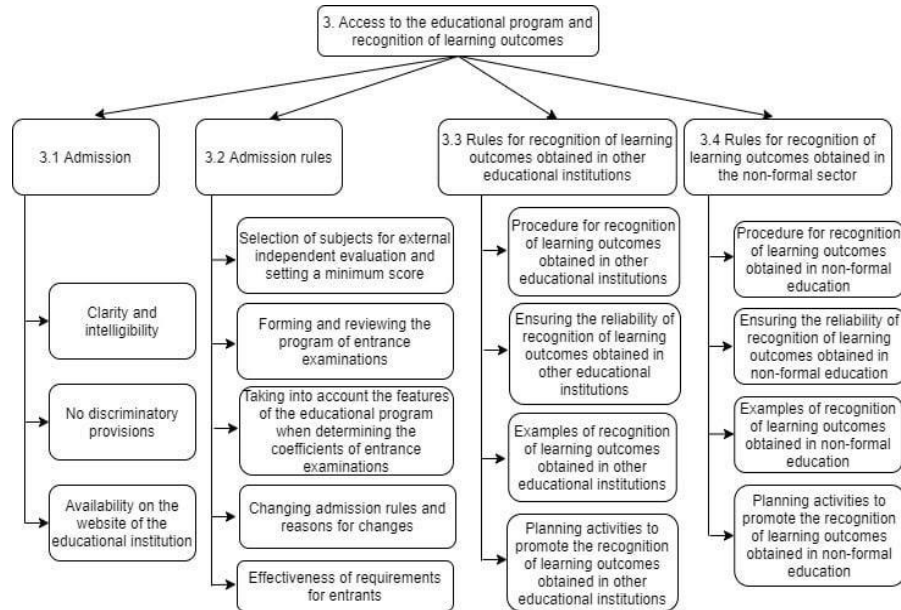 3. Access to the educational program and
recognition of learning outcomes
3.1 Admission
3.2 Admission rules
3.3 Rules for recognition of learning
outcomes obtained in other
educational institutions
3.4 Rules for recognition of
learning outcomes obtained in
the non-formal sector
Clarity and
intelligibility
No discriminatory
provisions
Availability on the
website of the
educational institution
Selection of subjects for external
independent evaluation and
setting a minimum score
Forming and reviewing the
program of entrance
examinations
Taking into account the features
of the educational program
when determining the
coefficients of entrance
examinations
Changing admission rules and
reasons for changes
Effectiveness of requirements
for entrants
Procedure for recognition
of learning outcomes
obtained in other
educational institutions
Ensuring the reliability of
recognition of learning
outcomes obtained in
other educational
institutions
Examples of recognition
of learning outcomes
obtained in other
educational institutions
Planning activities to
promote the recognition
of learning outcomes
obtained in other
educational institutions
Procedure for recognition
of learning outcomes
obtained in non-formal
education
Ensuring the reliability of
recognition of learning
outcomes obtained in
non-formal education
Examples of recognition
of learning outcomes
obtained in non-formal
education
Planning activities to
promote the recognition
of learning outcomes
obtained in non-formal
education